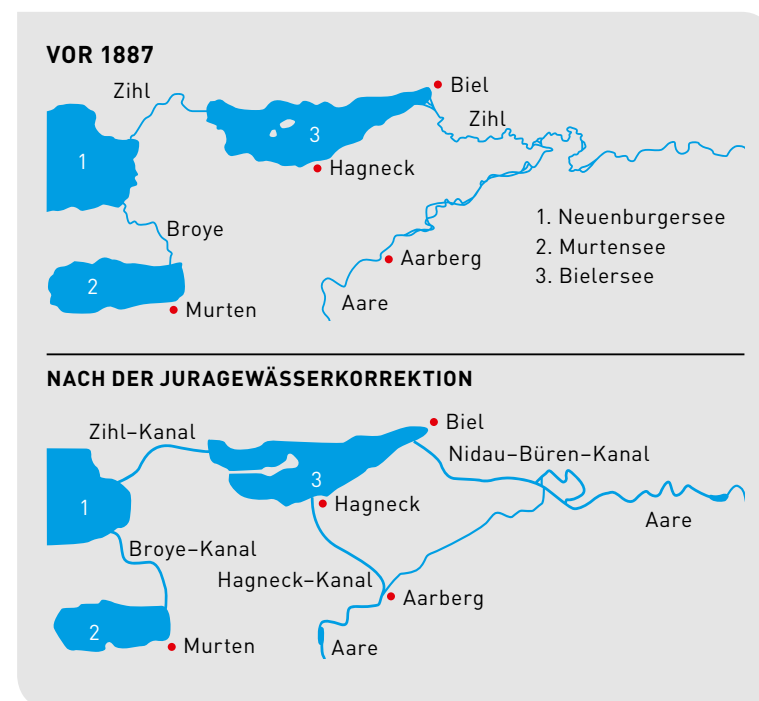 VOR 1887
Zihl
Biel
Zihl
3
1
Hagneck
1. Neuenburgersee
Broye
2. Murtensee
Aarberg
3. Bielersee
2
Aare
Murten
NACH DER JURAGEWÄSSERKORREKTION
Zihl–Kanal
Biel
Nidau–Büren–Kanal
3
1
Hagneck
Aare
Broye–Kanal
Hagneck–Kanal
Aarberg
2
Murten
Aare